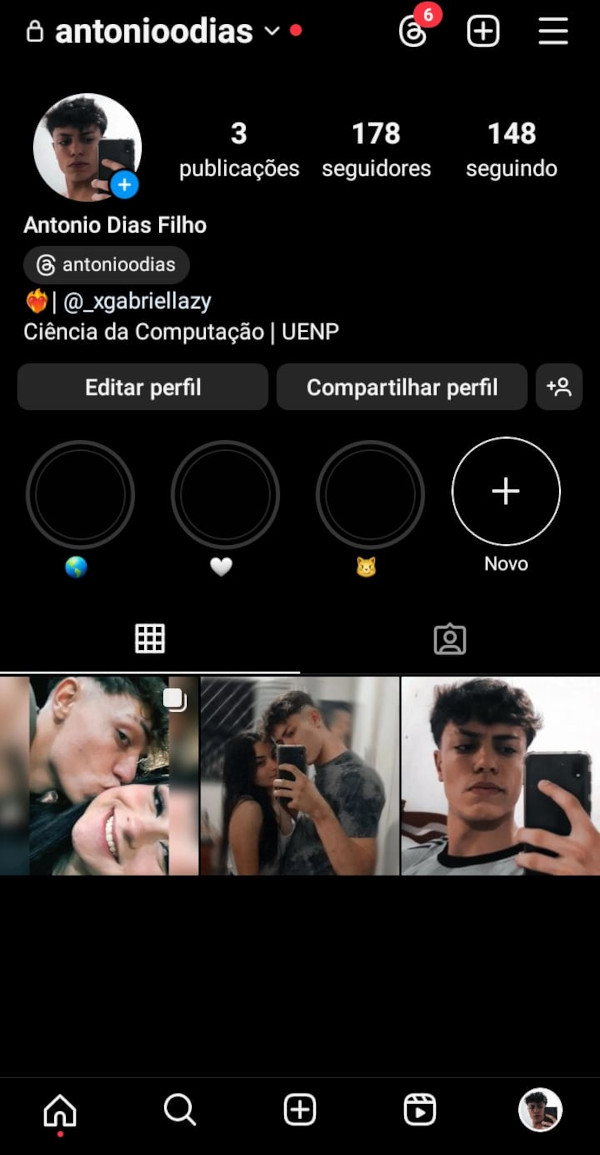 antonioodias
6
3 178 148
publicações seguidores seguindo
Antonio Dias Filho
antonioodias
❤️‍🔥| @_xgabriellazy
Ciência da Computação | UENP
Editar perfil Compartilhar perfil
🌎 🤍 😺 Novo